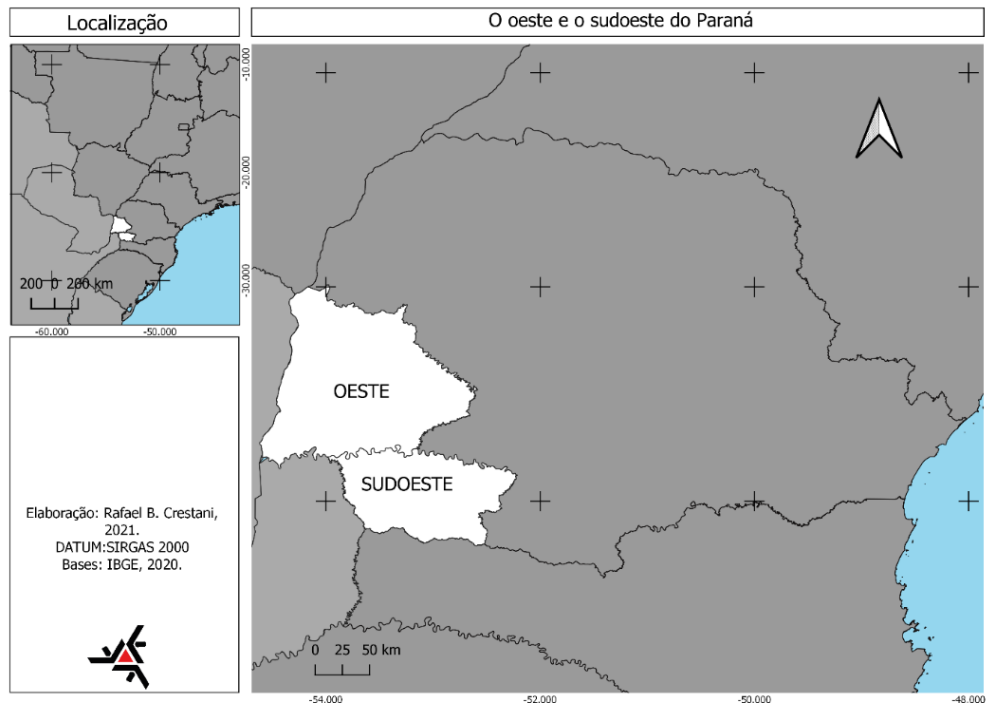 Localização
O oeste e o sudoeste do Paraná
-10.000
-20.000
-30.000
200 0 200 km
-60.000
-50.000
OESTE
SUDOESTE
Elaboração: Rafael B. Crestani,
2021.
DATUM:SIRGAS 2000
Bases: IBGE, 2020.
0 25 50 km
-54.000
-52.000
-50.000
-48.000